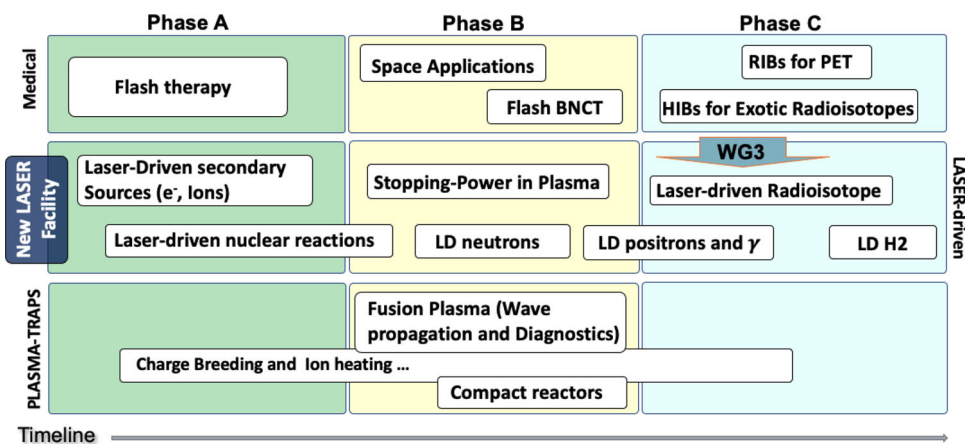 Phase A
Phase B
Phase C
Medical
Flash therapy
Space Applications
Flash BNCT
RIBs for PET
HIBs for Exotic Radioisotopes
WG3
New LASER
Facility
Laser-Driven secondary
Sources (e⁻, Ions)
Laser-driven nuclear reactions
Stopping-Power in Plasma
LD neutrons
Laser-driven Radioisotope
LD positrons and γ
LD H2
LASER-driven
PLASMA-TRAPS
Fusion Plasma (Wave
propagation and Diagnostics)
Charge Breeding and Ion heating ...
Compact reactors
Timeline